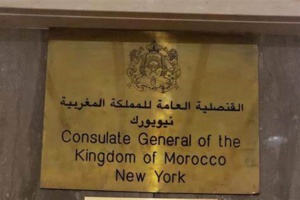 القنصلية العامة للمملكة المغربية
نيويورك
Consulate General of the
Kingdom of Morocco
New York